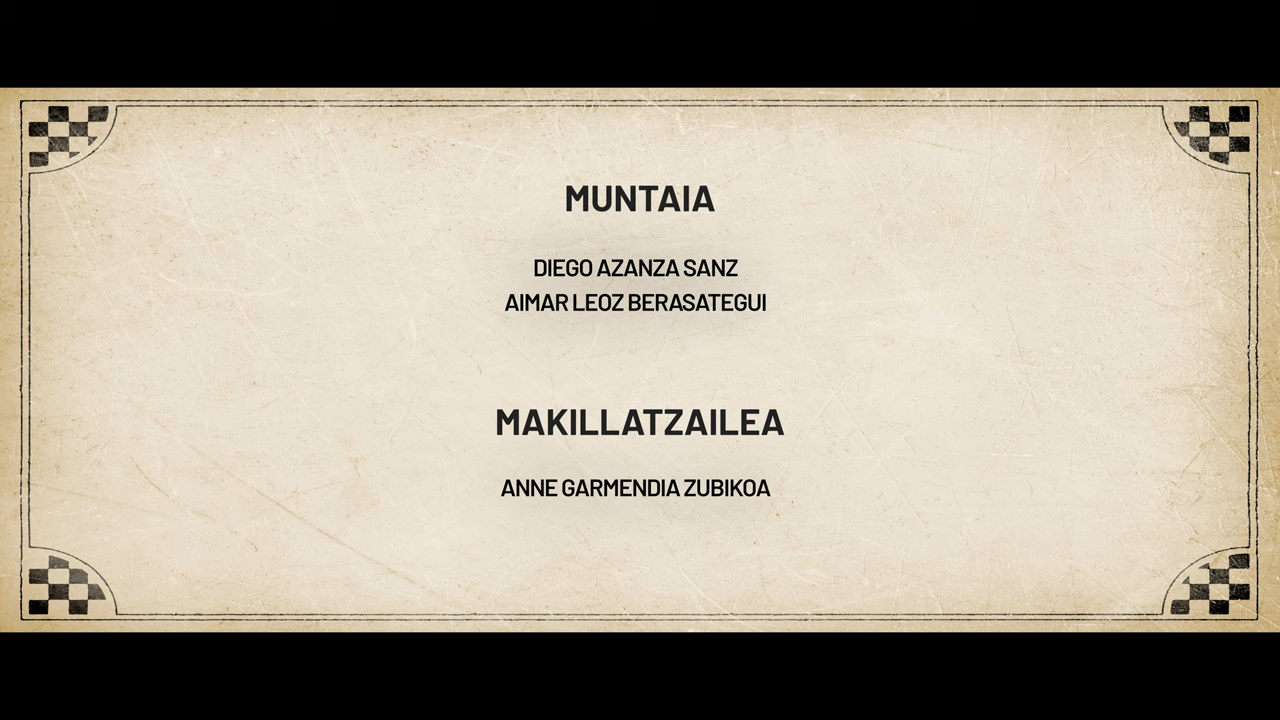 MUNTAIA
DIEGO AZANZA SANZ
AIMAR LEOZ BERASATEGUI
MAKILLATZAILEA
ANNE GARMENDIA ZUBIKOA